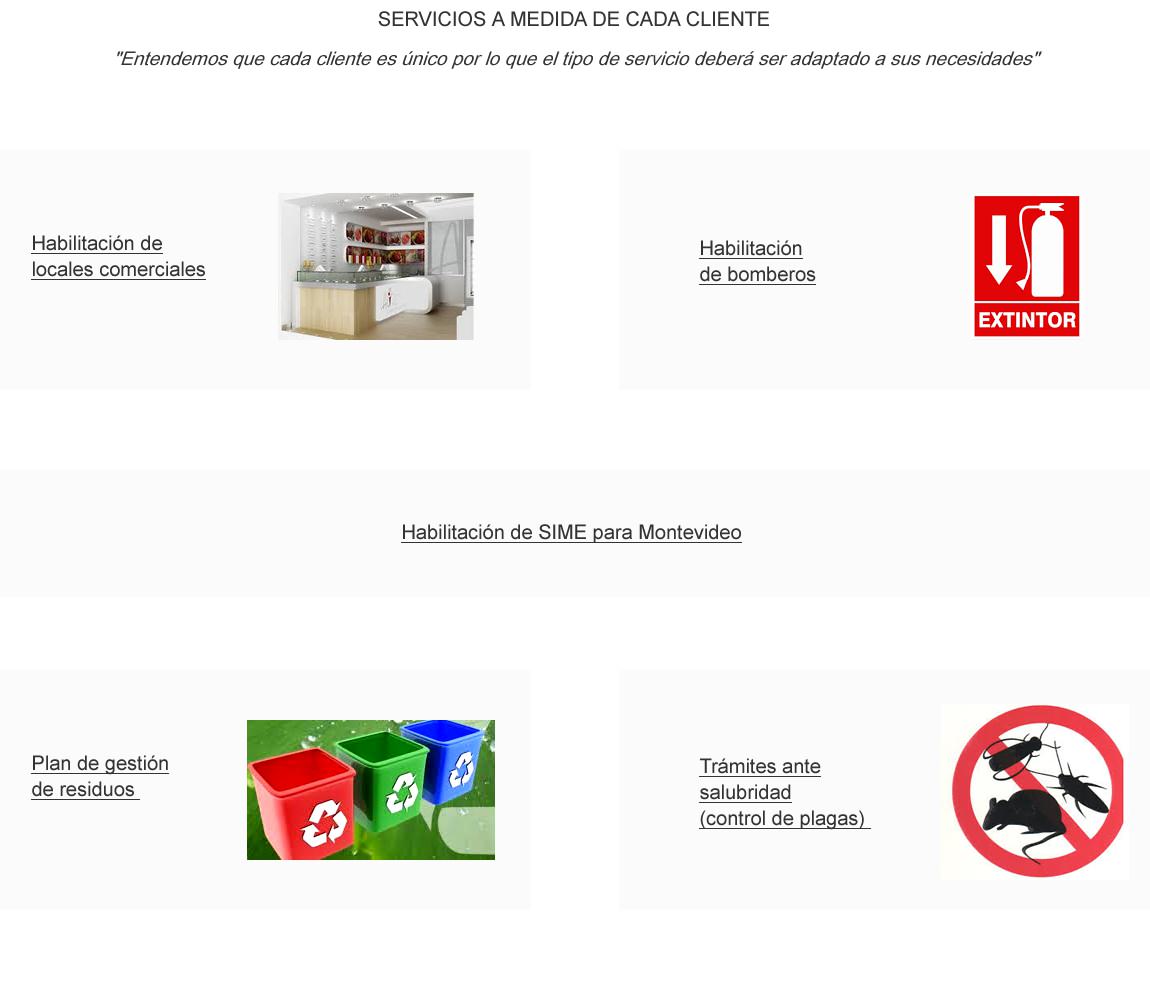 SERVICIOS A MEDIDA DE CADA CLIENTE
"Entendemos que cada cliente es único por lo que el tipo de servicio deberá ser adaptado a sus necesidades"
Habilitación de
locales comerciales
Habilitación
de bomberos
EXTINTOR
Habilitación de SIME para Montevideo
Plan de gestión
de residuos
Trámites ante
salubridad
(control de plagas)